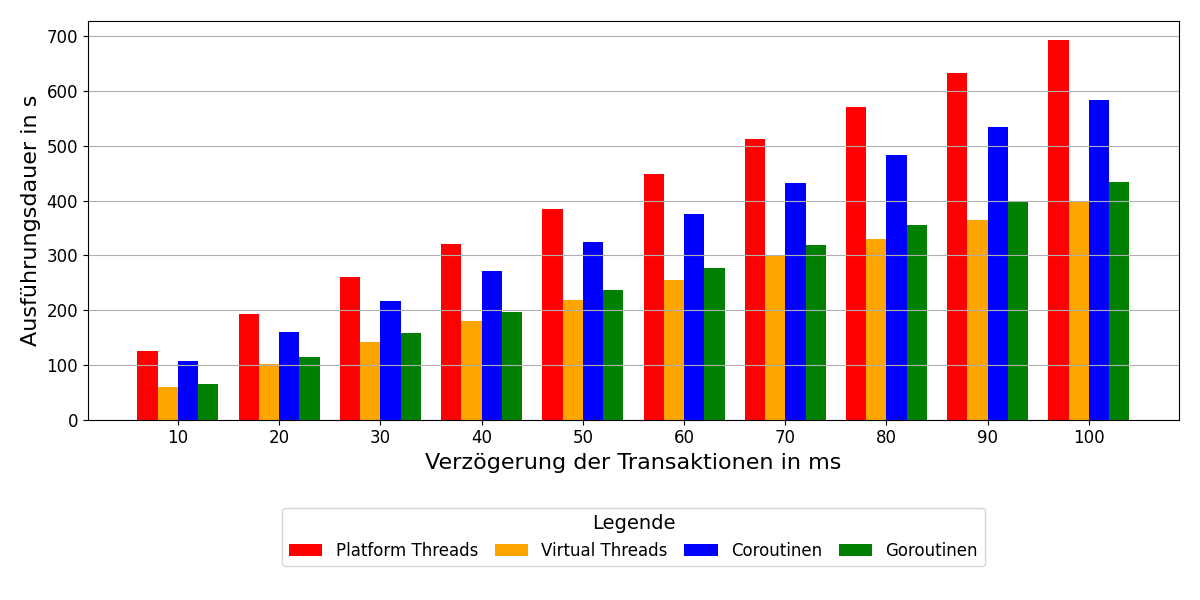 Ausführungsdauer in s
700
600
500
400
300
200
100
0
10 20 30 40 50 60 70 80 90 100
Verzögerung der Transaktionen in ms
Legende
Platform Threads Virtual Threads Coroutinen Goroutinen